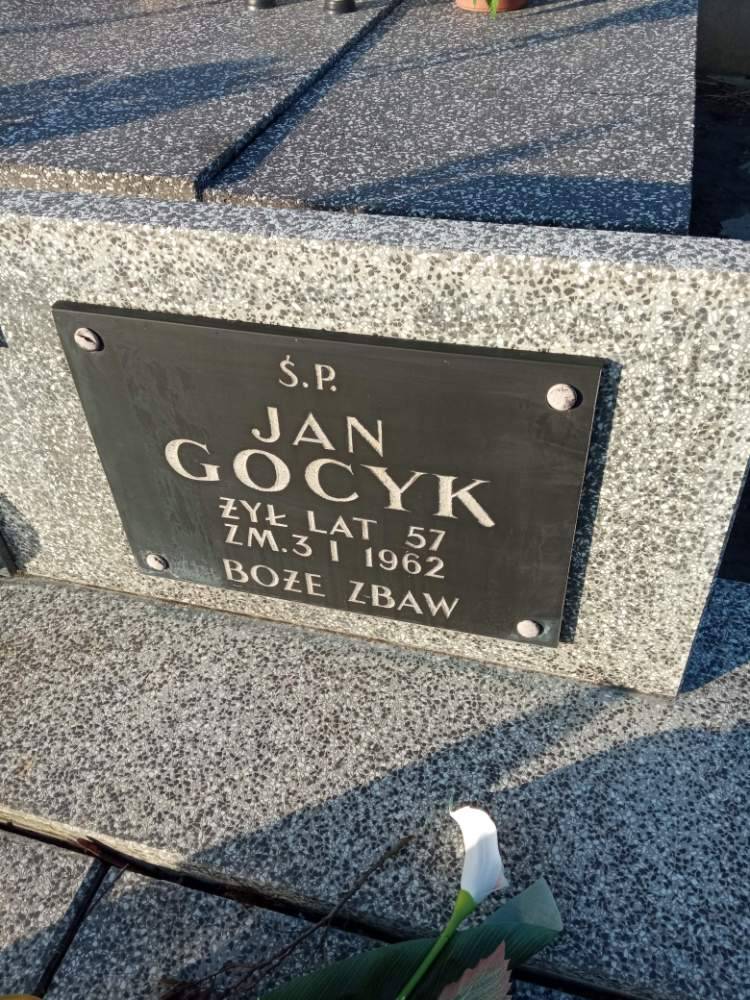 Ś.P.
JAN
GOCYK
ŻYŁ LAT 57
ZM. 3 I 1962
BOŻE ZBAW